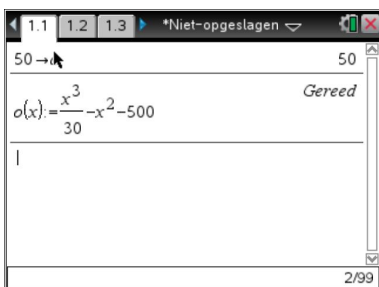 1.1 1.2 1.3 *Niet-opgeslagen
50→ 50
o(x):=x^3/30-x^2-500 Gereed
2/99